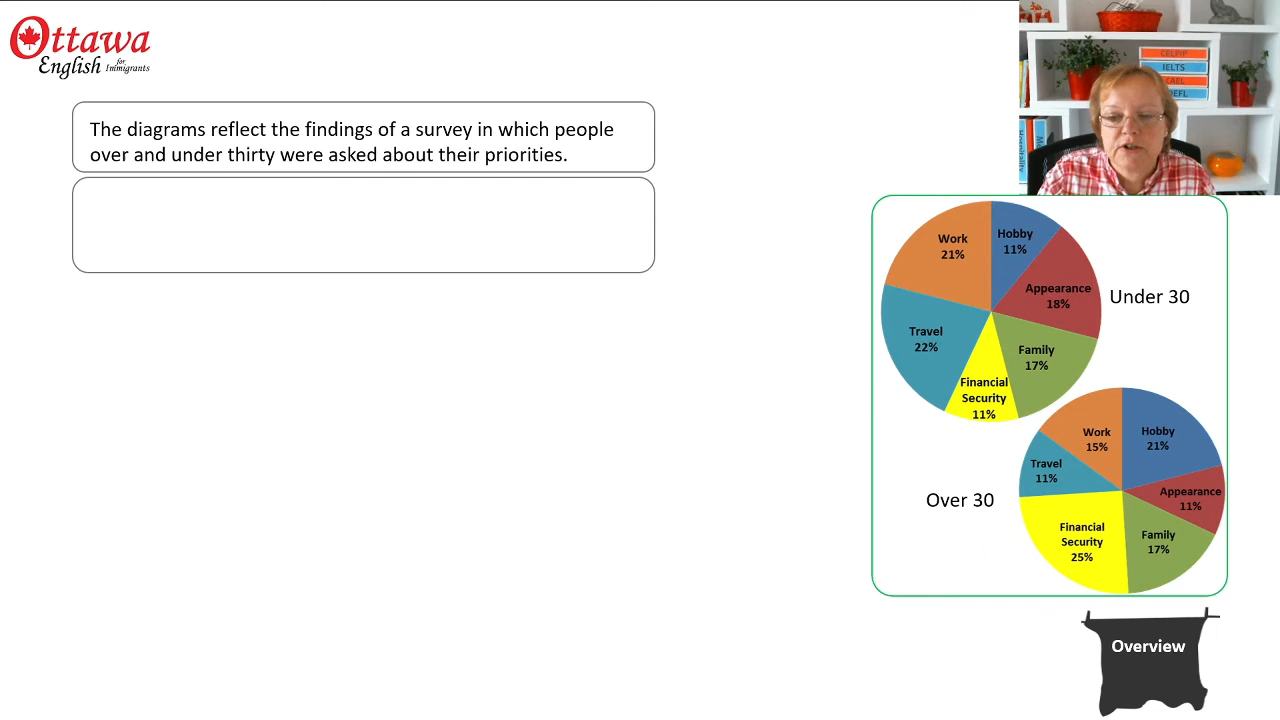 Ottawa
English for Immigrants
The diagrams reflect the findings of a survey in which people
over and under thirty were asked about their priorities.
CELPIP
IELTS
CAEL
Hospitality
Work
21%
Hobby
11%
Appearance
18%
Travel
22%
Family
17%
Financial
Security
11%
Under 30
Work
15%
Hobby
21%
Travel
11%
Appearance
11%
Financial
Security
25%
Family
17%
Over 30
Overview